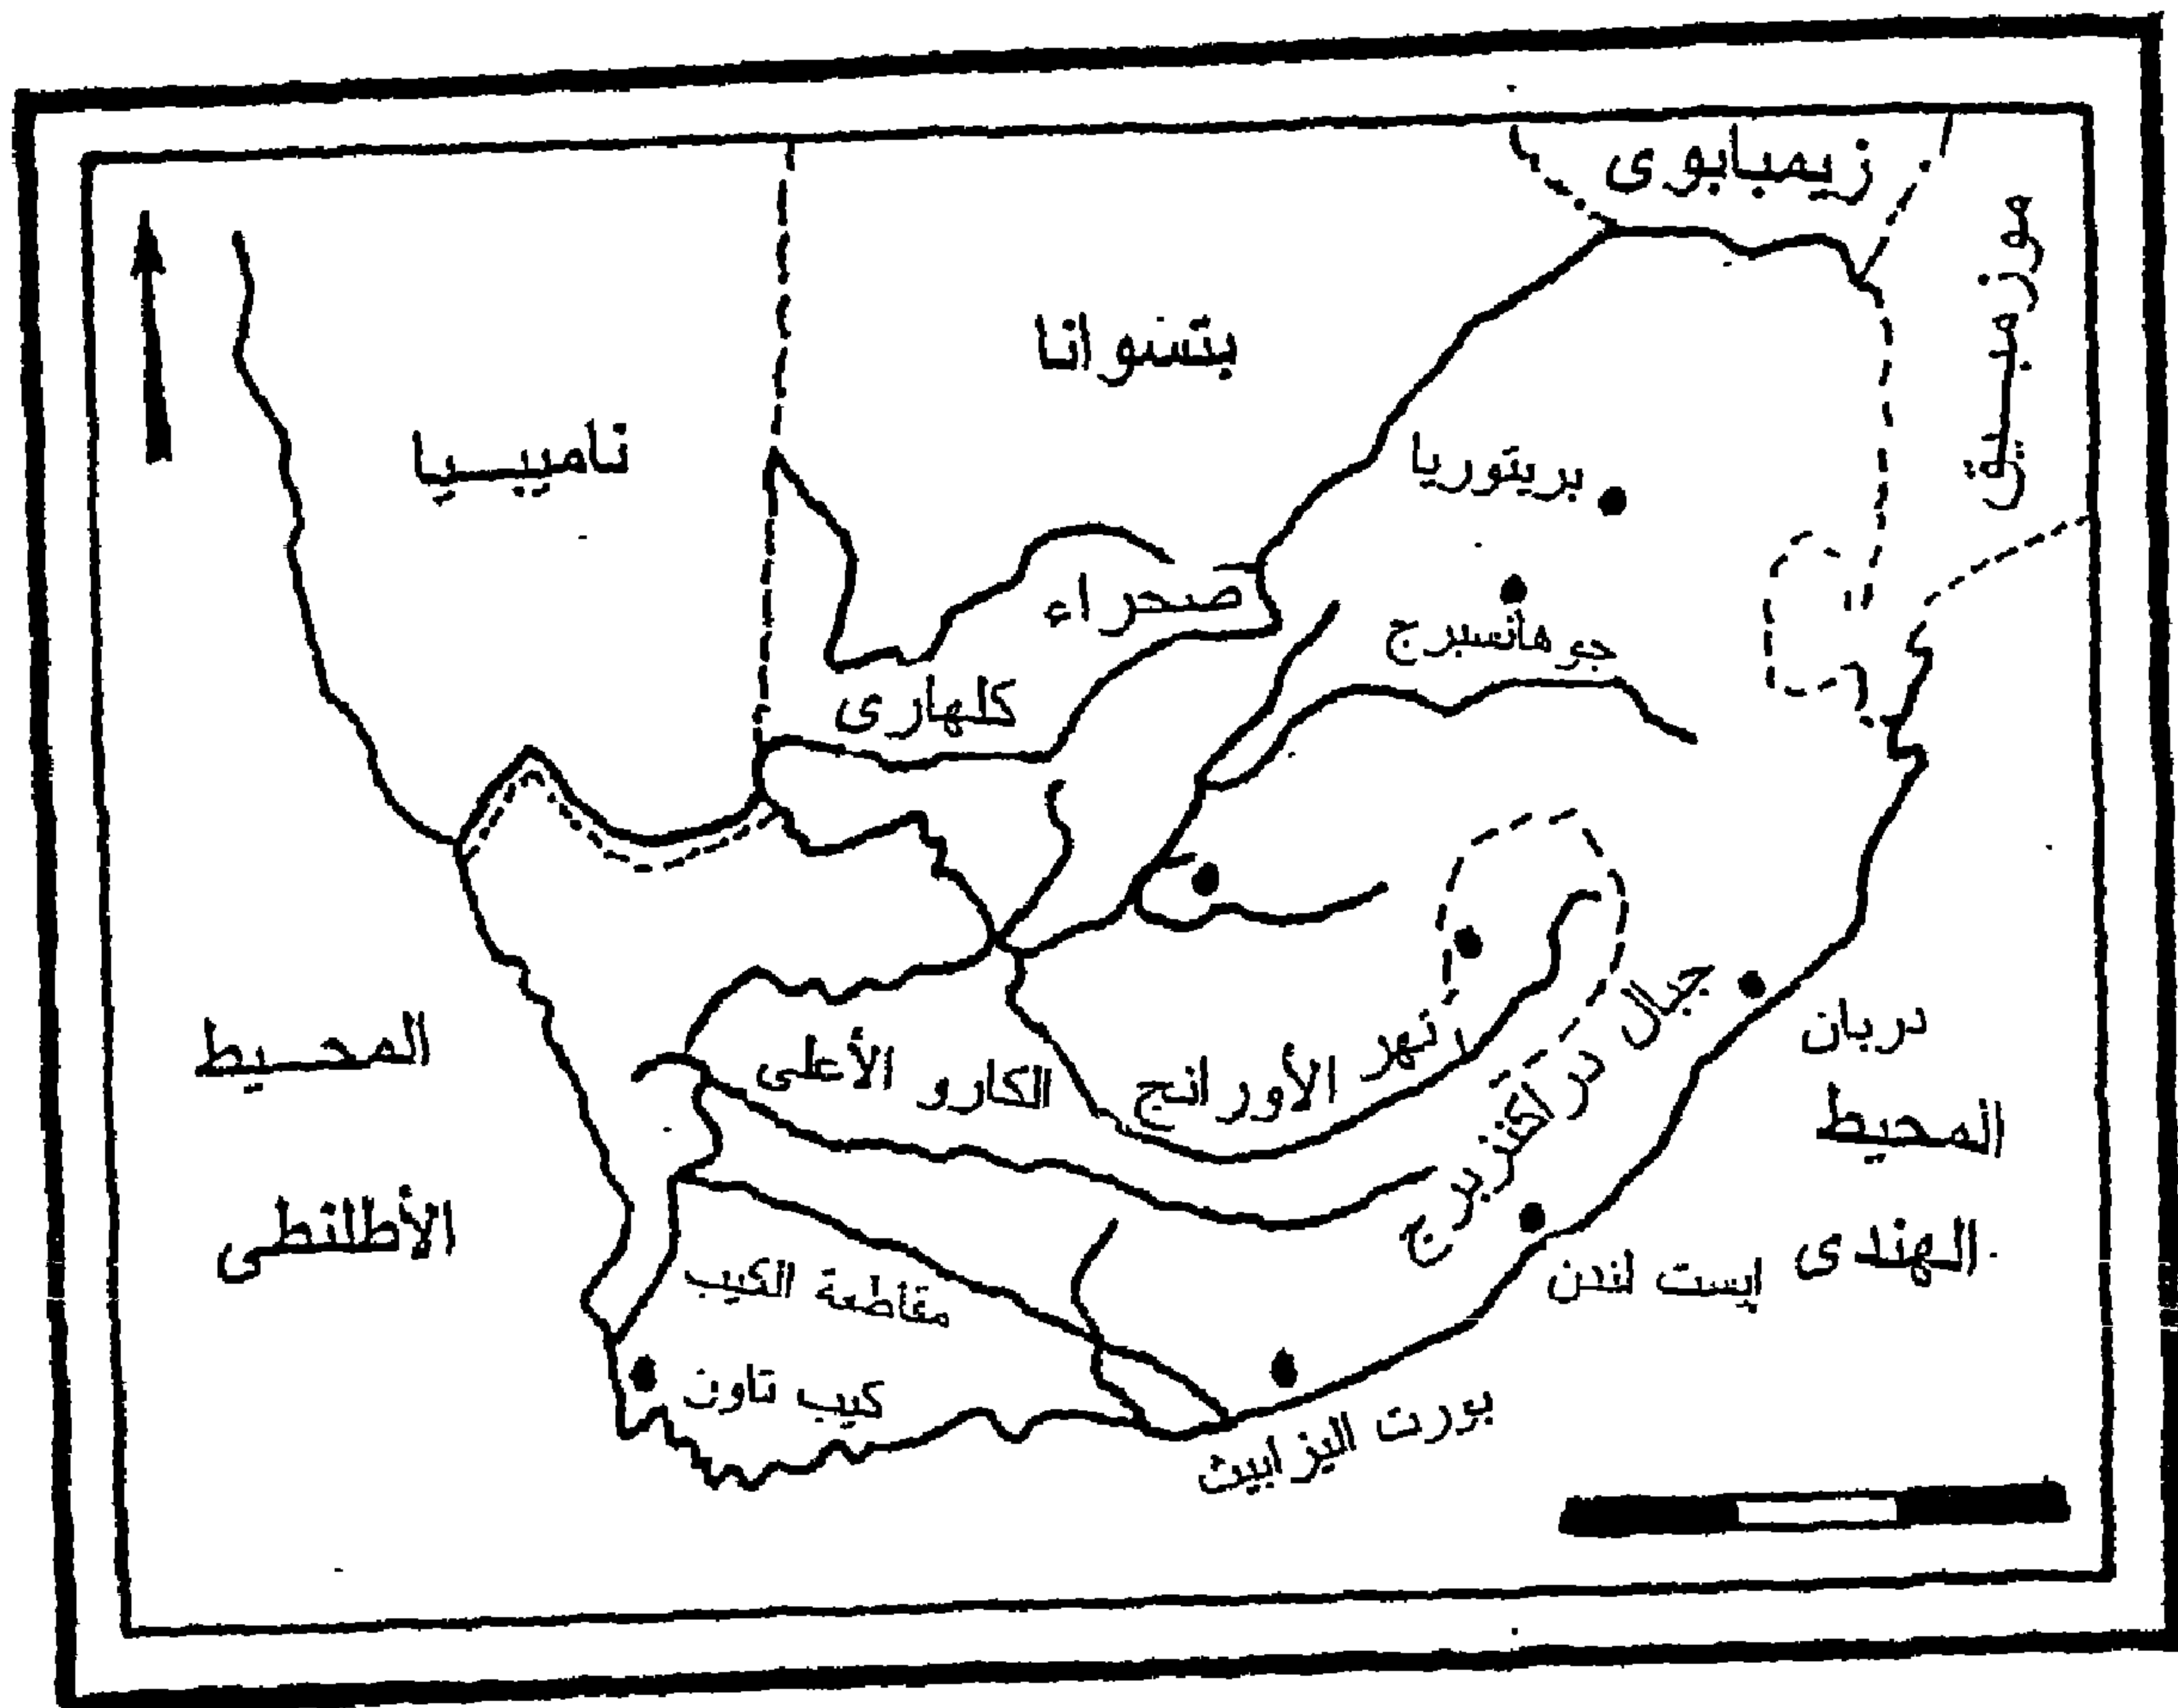 زيمبابوى
موزمبيق
بتشوانا
ناميبيا
بريتوريا
صحراء
كلهارى
جوهانسبرج
المحيط
الأطلنطى
الكارو الأعلى
نهر الأورانج
جبال دراكنزبرج
دربان
المحيط
الهندى
إيست لندن
مقاطعة الكيب
كيب تاون
بورت اليزابيث